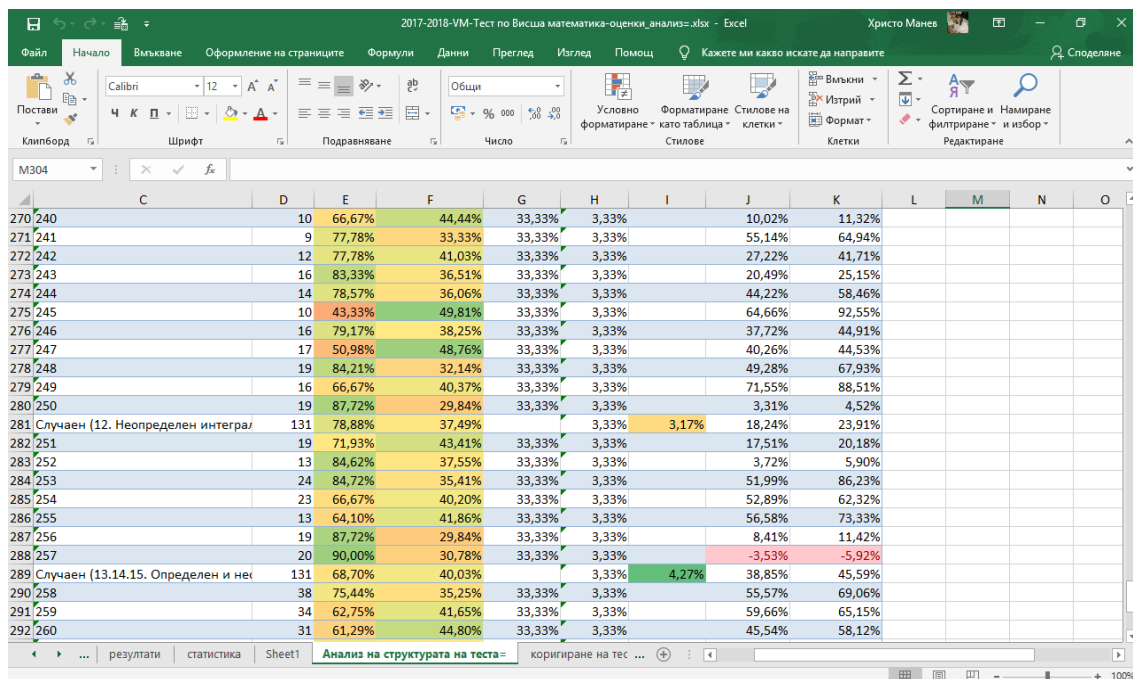 2017-2018-VM-Тест по Висша математика-оценки_анализ=.xlsx - Excel Христо Манев
Файл Начало Вмъкване Оформление на страниците Формули Данни Преглед Изглед Помощ Кажете ми какво искате да направите Споделяне
Calibri 12 Общи
Постави Ч К П % 000 Условно форматиране Форматиране като таблица Стилове на клетки Вмъкни Изтрий Формат Сортиране и филтриране Намиране и избор
Клипборд Шрифт Подравняване Число Стилове Клетки Редактиране
M304 fx
C D E F G H I J K L M N O
270 240 10 66,67% 44,44% 33,33% 3,33% 10,02% 11,32%
271 241 9 77,78% 33,33% 33,33% 3,33% 55,14% 64,94%
272 242 12 77,78% 41,03% 33,33% 3,33% 27,22% 41,71%
273 243 16 83,33% 36,51% 33,33% 3,33% 20,49% 25,15%
274 244 14 78,57% 36,06% 33,33% 3,33% 44,22% 58,46%
275 245 10 43,33% 49,81% 33,33% 3,33% 64,66% 92,55%
276 246 16 79,17% 38,25% 33,33% 3,33% 37,72% 44,91%
277 247 17 50,98% 48,76% 33,33% 3,33% 40,26% 44,53%
278 248 19 84,21% 32,14% 33,33% 3,33% 49,28% 67,93%
279 249 16 66,67% 40,37% 33,33% 3,33% 71,55% 88,51%
280 250 19 87,72% 29,84% 33,33% 3,33% 3,31% 4,52%
281 Случаен (12. Неопределен интеграл 131 78,88% 37,49% 3,33% 3,17% 18,24% 23,91%
282 251 19 71,93% 43,41% 33,33% 3,33% 17,51% 20,18%
283 252 13 84,62% 37,55% 33,33% 3,33% 3,72% 5,90%
284 253 24 84,72% 35,41% 33,33% 3,33% 51,99% 86,23%
285 254 23 66,67% 40,20% 33,33% 3,33% 52,89% 62,32%
286 255 13 64,10% 41,86% 33,33% 3,33% 56,58% 73,33%
287 256 19 87,72% 29,84% 33,33% 3,33% 8,41% 11,42%
288 257 20 90,00% 30,78% 33,33% 3,33% -3,53% -5,92%
289 Случаен (13.14.15. Определен и нес 131 68,70% 40,03% 3,33% 4,27% 38,85% 45,59%
290 258 38 75,44% 35,25% 33,33% 3,33% 55,57% 69,06%
291 259 34 62,75% 41,65% 33,33% 3,33% 59,66% 65,15%
292 260 31 61,29% 44,80% 33,33% 3,33% 45,54% 58,12%
... резултати статистика Sheet1 Анализ на структурата на теста= коригиране на тес ...
100%